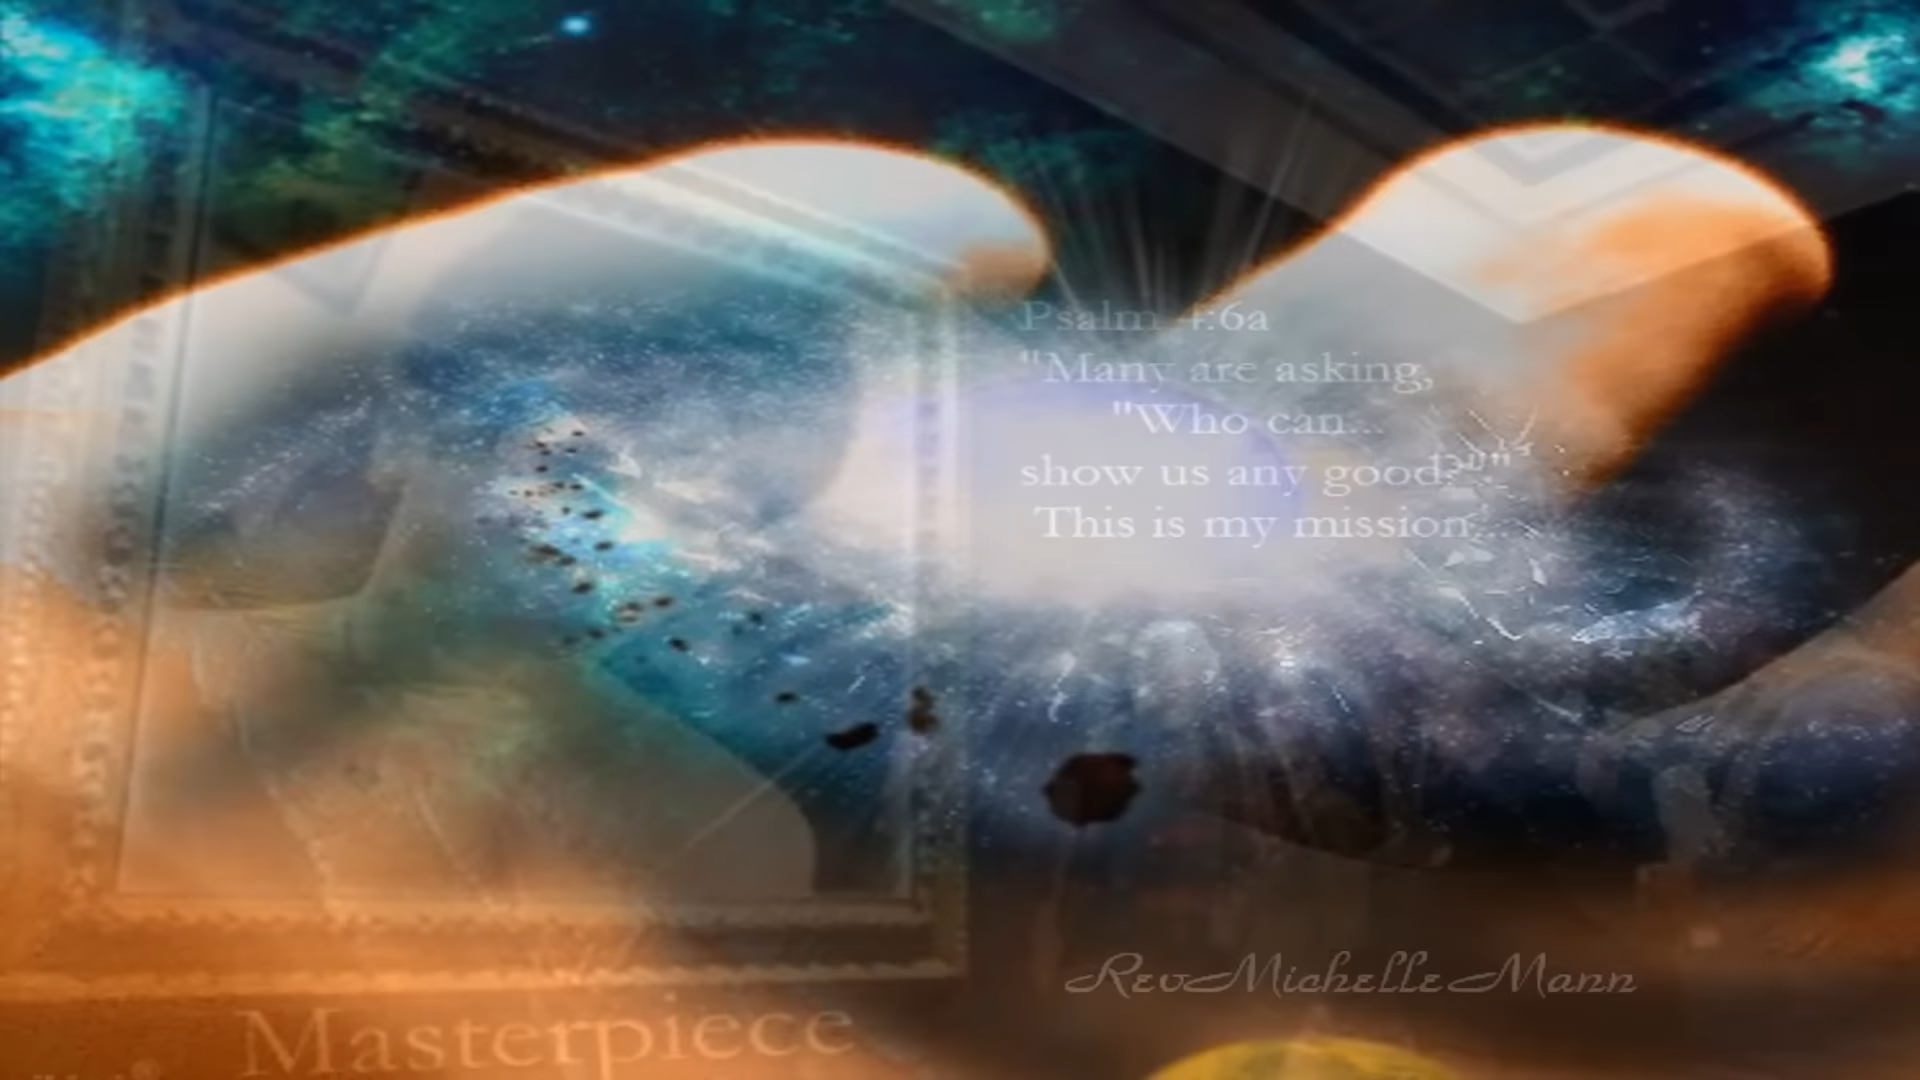 Psalm 4:6a
"Many are asking,
"Who can...
show us any good?""
This is my mission...
RevMichelleMann
Masterpiece